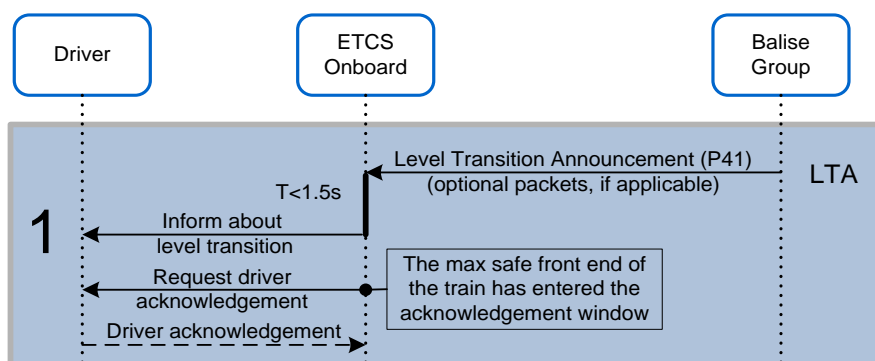 Driver
ETCS
Onboard
Balise
Group
Level Transition Announcement (P41)
(optional packets, if applicable)
LTA
T<1.5s
1
Inform about
level transition
Request driver
acknowledgement
The max safe front end of
the train has entered the
acknowledgement window
Driver acknowledgement